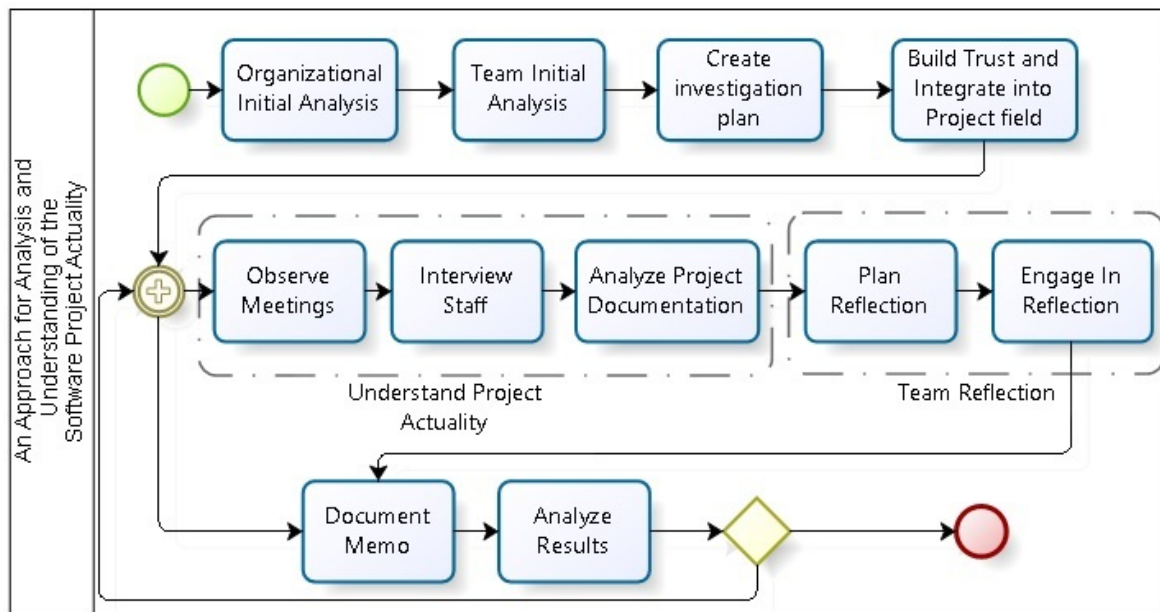 An Approach for Analysis and
Understanding of the
Software Project Actuality
Organizational
Initial Analysis
Team Initial
Analysis
Create
investigation
plan
Build Trust and
Integrate into
Project field
Observe
Meetings
Interview
Staff
Analyze Project
Documentation
Plan
Reflection
Engage In
Reflection
Understand Project
Actuality
Team Reflection
Document
Memo
Analyze
Results